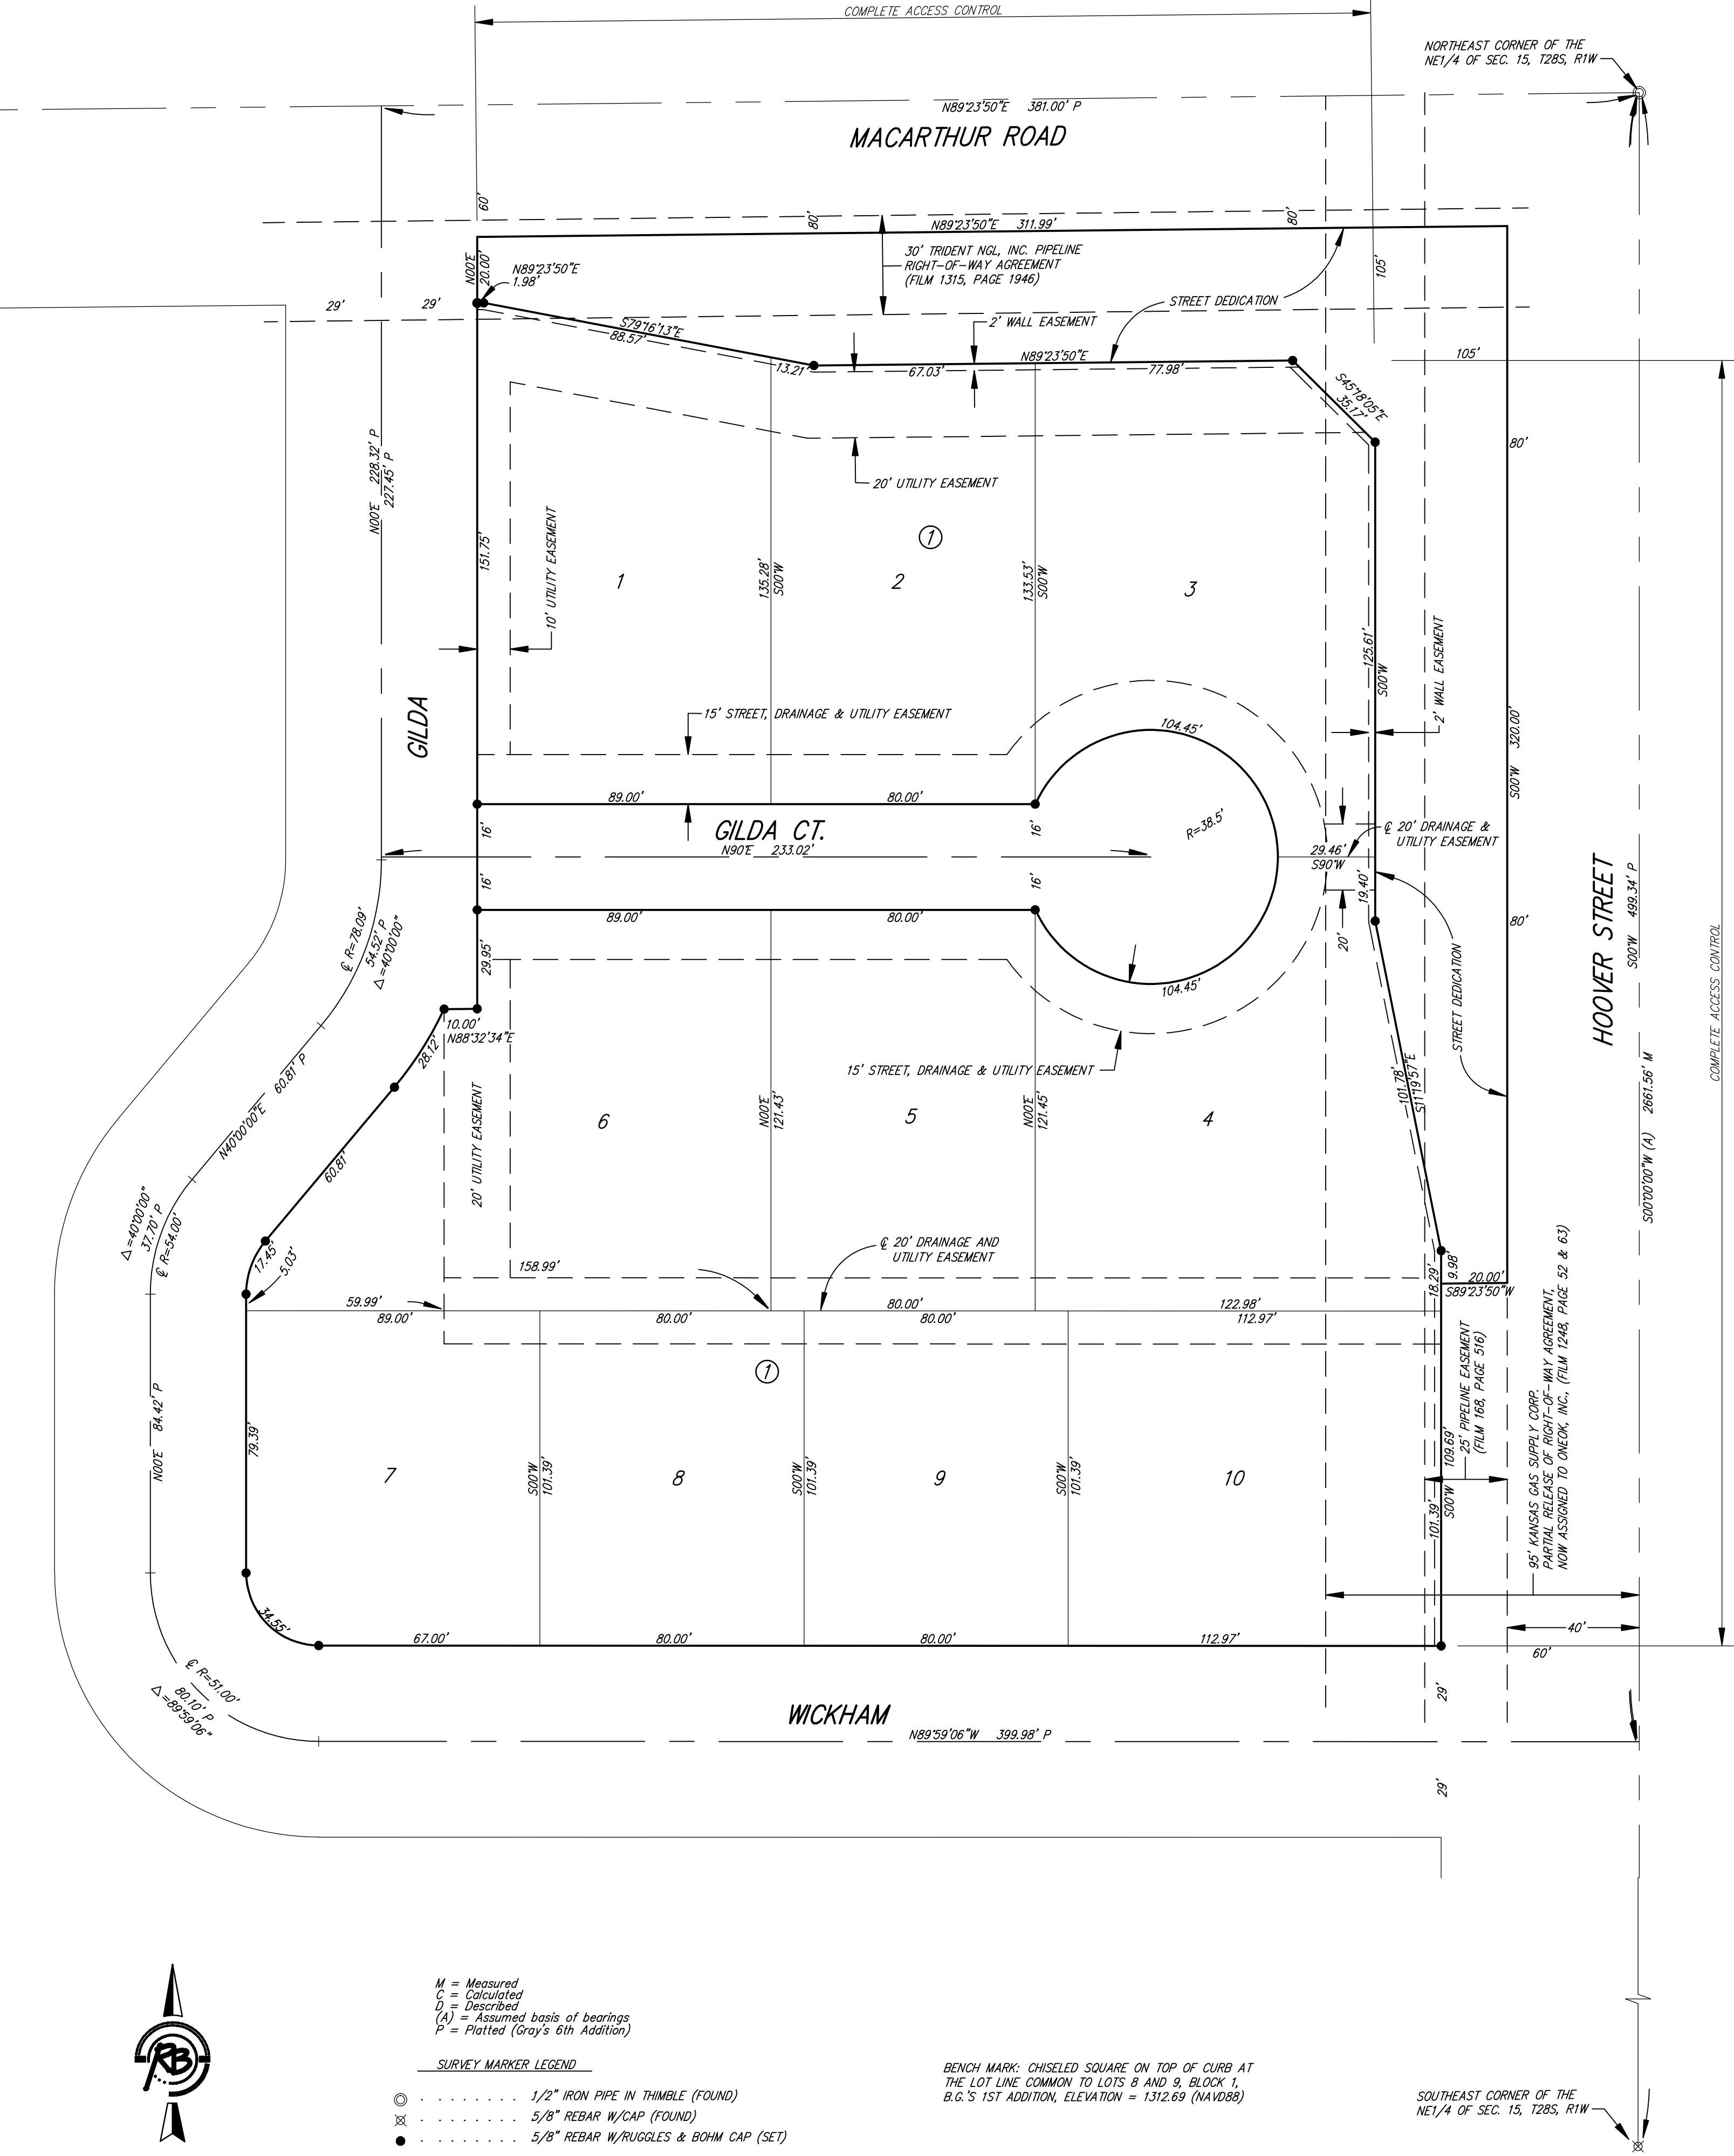 COMPLETE ACCESS CONTROL
NORTHEAST CORNER OF THE
NE1/4 OF SEC. 15, T28S, R1W
N89°23'50"E 381.00' P
MACARTHUR ROAD
60'
80'
80'
N89°23'50"E 311.99'
30' TRIDENT NGL, INC. PIPELINE
RIGHT-OF-WAY AGREEMENT
(FILM 1315, PAGE 1946)
N00°E
20.00'
N89°23'50"E
1.98'
105'
29'
29'
STREET DEDICATION
2' WALL EASEMENT
S79°16'13"E
88.57'
13.21'
67.03'
N89°23'50"E
77.98'
105'
S45°18'05"E
35.17'
80'
N00°E 228.32' P
227.45' P
20' UTILITY EASEMENT
1
151.75'
10' UTILITY EASEMENT
1
135.28'
S00°W
2
133.53'
S00°W
3
125.61'
S00°W
2' WALL EASEMENT
GILDA
15' STREET, DRAINAGE & UTILITY EASEMENT
104.45'
S00°W 320.00'
89.00'
80.00'
16'
GILDA CT.
16'
R=38.5'
N90°E 233.02'
℄ 20' DRAINAGE &
UTILITY EASEMENT
29.46'
S90°W
16'
16'
19.40'
HOOVER STREET
S00°W 499.34' P
89.00'
80.00'
80'
20'
℄ R=78.09'
54.52' P
△=40°00'00"
29.95'
104.45'
STREET DEDICATION
COMPLETE ACCESS CONTROL
10.00'
N88°32'34"E
28.12'
15' STREET, DRAINAGE & UTILITY EASEMENT
101.78'
S11°19'57"E
N40°00'00"E 60.81' P
20' UTILITY EASEMENT
6
N00°E
121.43'
5
N00°E
121.45'
4
S00°00'00"W (A) 2661.56' M
60.81'
△=40°00'00"
37.70' P
℄ R=54.00'
17.45'
5.03'
℄ 20' DRAINAGE AND
UTILITY EASEMENT
158.99'
18.29'
9.98'
20.00'
S89°23'50"W
59.99'
80.00'
122.98'
89.00'
80.00'
80.00'
112.97'
1
N00°E 84.42' P
79.39'
7
S00°W
101.39'
8
S00°W
101.39'
9
S00°W
101.39'
10
101.39'
S00°W 109.69'
25' PIPELINE EASEMENT
(FILM 168, PAGE 516)
95' KANSAS GAS SUPPLY CORP.
PARTIAL RELEASE OF RIGHT-OF-WAY AGREEMENT,
NOW ASSIGNED TO ONEOK, INC., (FILM 1248, PAGE 52 & 63)
34.55'
67.00'
80.00'
80.00'
112.97'
40'
60'
℄ R=51.00'
80.10' P
△=89°59'06"
29'
WICKHAM
N89°59'06"W 399.98' P
29'
M = Measured
C = Calculated
D = Described
(A) = Assumed basis of bearings
P = Platted (Gray's 6th Addition)
SURVEY MARKER LEGEND
. . . . . . . . 1/2" IRON PIPE IN THIMBLE (FOUND)
. . . . . . . . 5/8" REBAR W/CAP (FOUND)
. . . . . . . . 5/8" REBAR W/RUGGLES & BOHM CAP (SET)
RB
BENCH MARK: CHISELED SQUARE ON TOP OF CURB AT
THE LOT LINE COMMON TO LOTS 8 AND 9, BLOCK 1,
B.G.'S 1ST ADDITION, ELEVATION = 1312.69 (NAVD88)
SOUTHEAST CORNER OF THE
NE1/4 OF SEC. 15, T28S, R1W